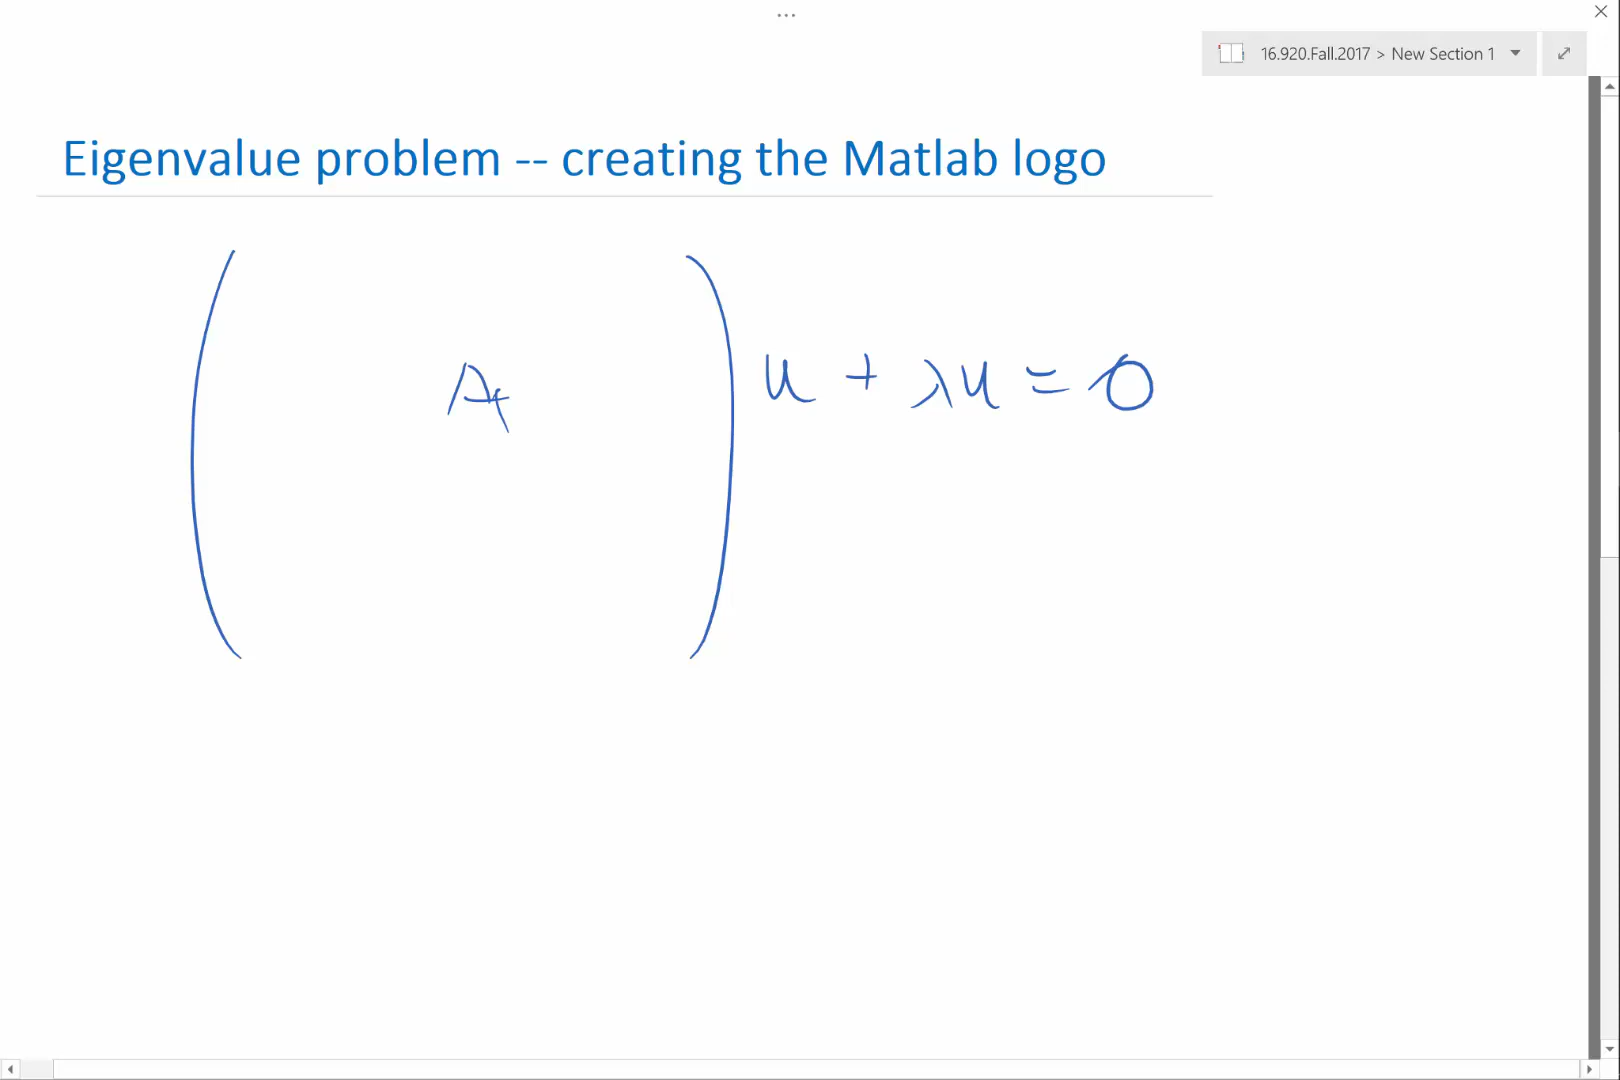 ...
16.920.Fall.2017 > New Section 1
Eigenvalue problem -- creating the Matlab logo
( A ) u + λu = 0